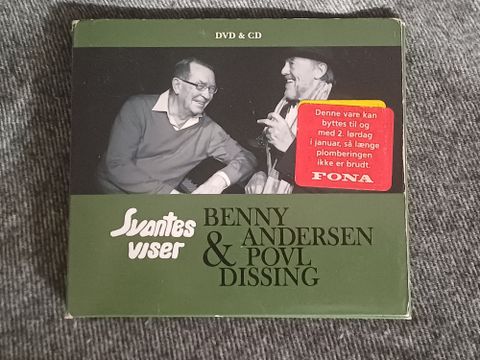 DVD & CD
Denne vare kan
byttes til og
med 2. lørdag
i januar, så længe
plomberingen
ikke er brudt.
FONA
Svantes
viser
BENNY
ANDERSEN
& POVL
DISSING